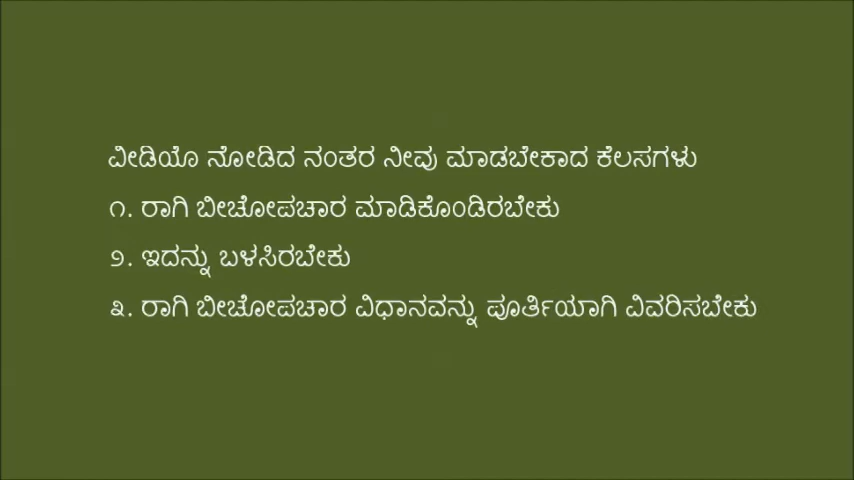 ವೀಡಿಯೊ ನೋಡಿದ ನಂತರ ನೀವು ಮಾಡಬೇಕಾದ ಕೆಲಸಗಳು
೧. ರಾಗಿ ಬೀಜೋಪಚಾರ ಮಾಡಿಕೊಂಡಿರಬೇಕು
೨. ಇದನ್ನು ಬಳಸಿರಬೇಕು
೩. ರಾಗಿ ಬೀಜೋಪಚಾರ ವಿಧಾನವನ್ನು ಪೂರ್ತಿಯಾಗಿ ವಿವರಿಸಬೇಕು